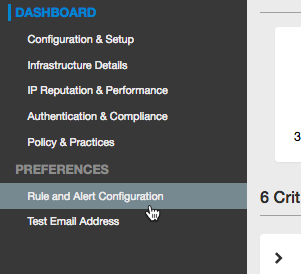 DASHBOARD
Configuration & Setup
Infrastructure Details
IP Reputation & Performance
Authentication & Compliance
Policy & Practices
PREFERENCES
Rule and Alert Configuration
Test Email Address
3
6 Crit